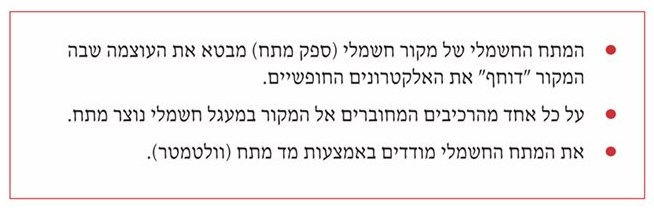 • המתח החשמלי של מקור חשמלי (ספק מתח) מבטא את העוצמה שבה
המקור "דוחף" את האלקטרונים החופשיים.
• על כל אחד מהרכיבים המחוברים אל המקור במעגל חשמלי נוצר מתח.
• את המתח החשמלי מודדים באמצעות מד מתח (וולטמטר).